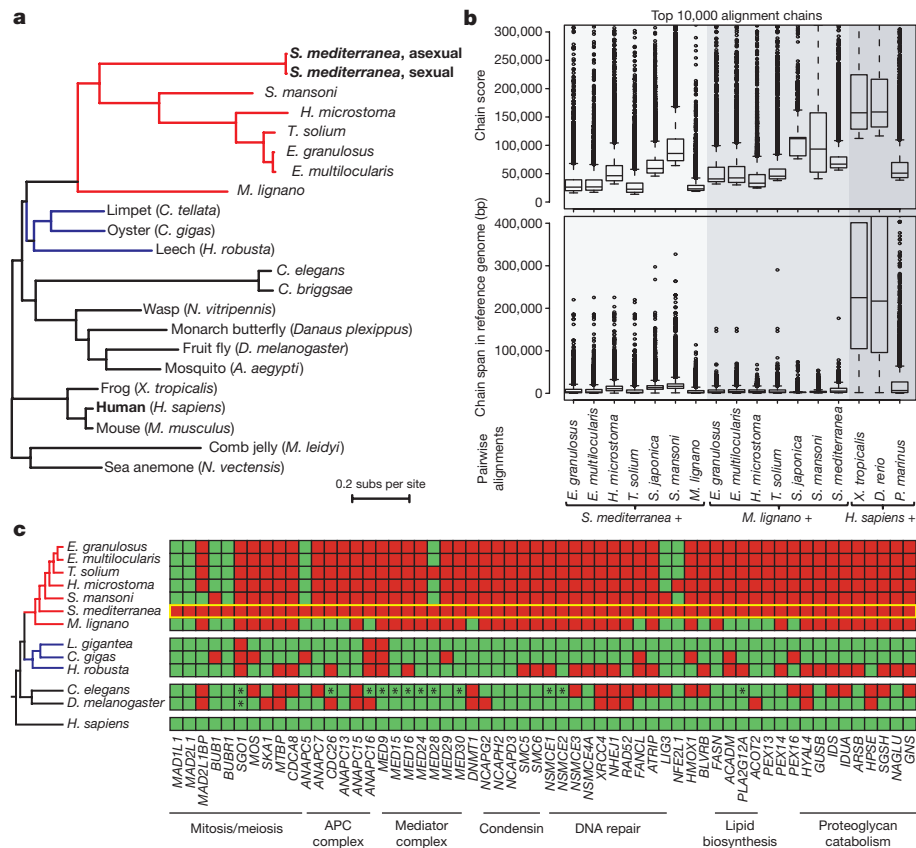 a
S. mediterranea, asexual
S. mediterranea, sexual
S. mansoni
H. microstoma
T. solium
E. granulosus
E. multilocularis
M. lignano
Limpet (C. tellata)
Oyster (C. gigas)
Leech (H. robusta)
C. elegans
C. briggsae
Wasp (N. vitripennis)
Monarch butterfly (Danaus plexippus)
Fruit fly (D. melanogaster)
Mosquito (A. aegypti)
Frog (X. tropicalis)
Human (H. sapiens)
Mouse (M. musculus)
Comb jelly (M. leidyi)
Sea anemone (N. vectensis)
0.2 subs per site
b
Top 10,000 alignment chains
Chain score
300,000
250,000
200,000
150,000
100,000
50,000
0
Chain span in reference genome (bp)
400,000
300,000
200,000
100,000
0
Pairwise alignments
E. granulosus
E. multilocularis
H. microstoma
T. solium
S. japonica
S. mansoni
M. lignano
E. granulosus
E. multilocularis
H. microstoma
T. solium
S. japonica
S. mansoni
S. mediterranea
X. tropicalis
D. rerio
P. marinus
S. mediterranea +
M. lignano +
H. sapiens +
c
E. granulosus
E. multilocularis
T. solium
H. microstoma
S. mansoni
S. mediterranea
M. lignano
L. gigantea
C. gigas
H. robusta
C. elegans
D. melanogaster
H. sapiens
MAD1L1
MAD2L1
MAD2L1BP
BUB1
BUBR1
SGO1
MOS
SKA1
MTBP
CDCA8
ANAPC5
ANAPC7
CDC26
ANAPC13
ANAPC15
ANAPC16
MED9
MED15
MED16
MED24
MED28
MED29
MED30
DNMT1
NCAPG2
NCAPH2
NCAPD3
SMC5
SMC6
NSMCE1
NSMCE2
NSMCE3
NSMCE4A
XRCC4
NHEJ1
RAD52
FANCL
ATRIP
LIG3
NFE2L1
HMOX1
BLVRB
FASN
ACADM
PLA2G12A
ACOT2
PEX13
PEX14
PEX16
HYAL4
GUSB
IDS
IDUA
ARSB
HPSE
SGSH
NAGLU
GNS
Mitosis/meiosis
APC complex
Mediator complex
Condensin
DNA repair
Lipid biosynthesis
Proteoglycan catabolism